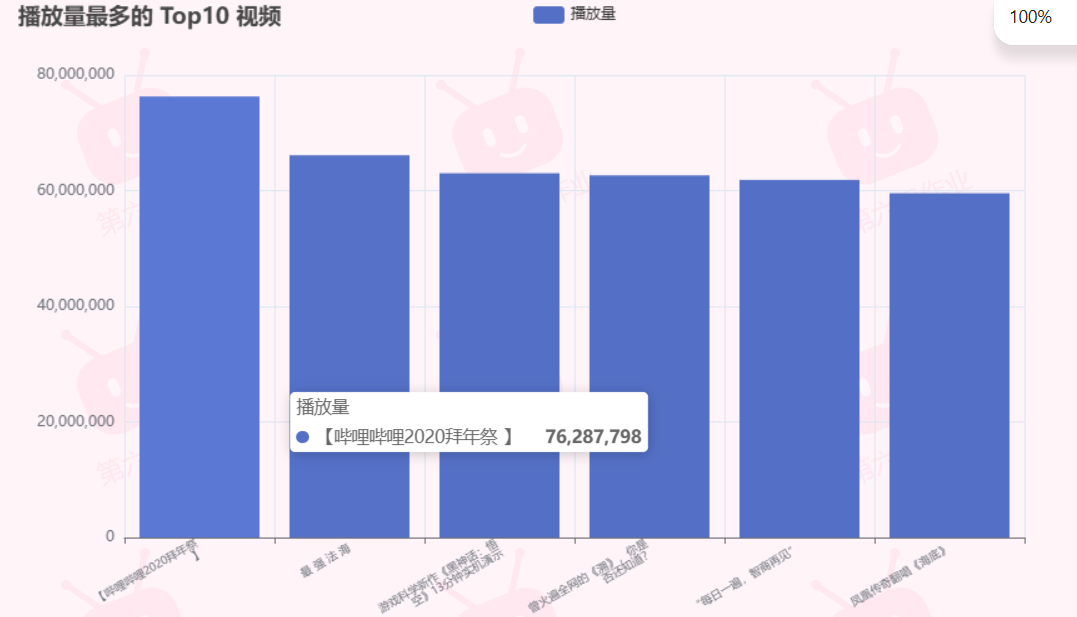 播放量最多的 Top10 视频
播放量
100%
80,000,000
60,000,000
40,000,000
20,000,000
0
播放量
【哔哩哔哩2020拜年祭 】 76,287,798
【哔哩哔哩2020拜年祭
】
最 强 法 海
游戏科学新作《黑神话：悟
空》13分钟实机演示
曾火遍全网的《溯》，你是
否还知道？
“每日一遍，智商再见”
凤凰传奇翻唱《海底》